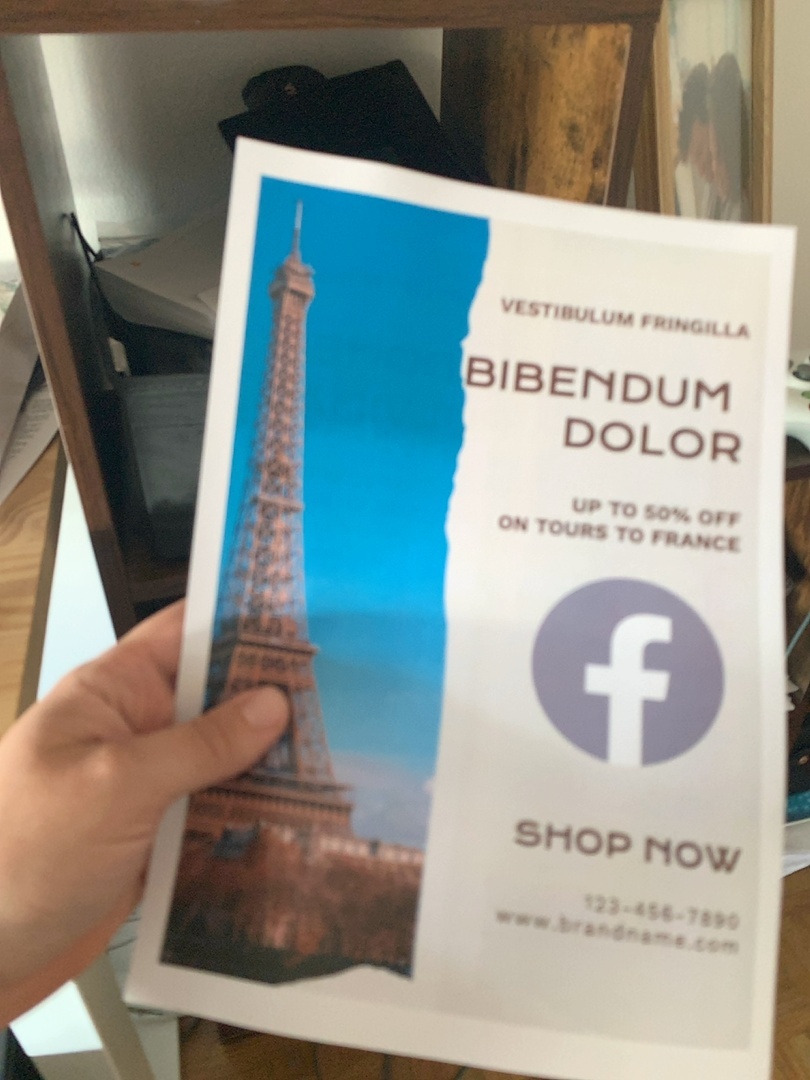 VESTIBULUM FRINGILLA
BIBENDUM
DOLOR
UP TO 50% OFF
ON TOURS TO FRANCE
f
SHOP NOW
123-456-7890
www.brandname.com